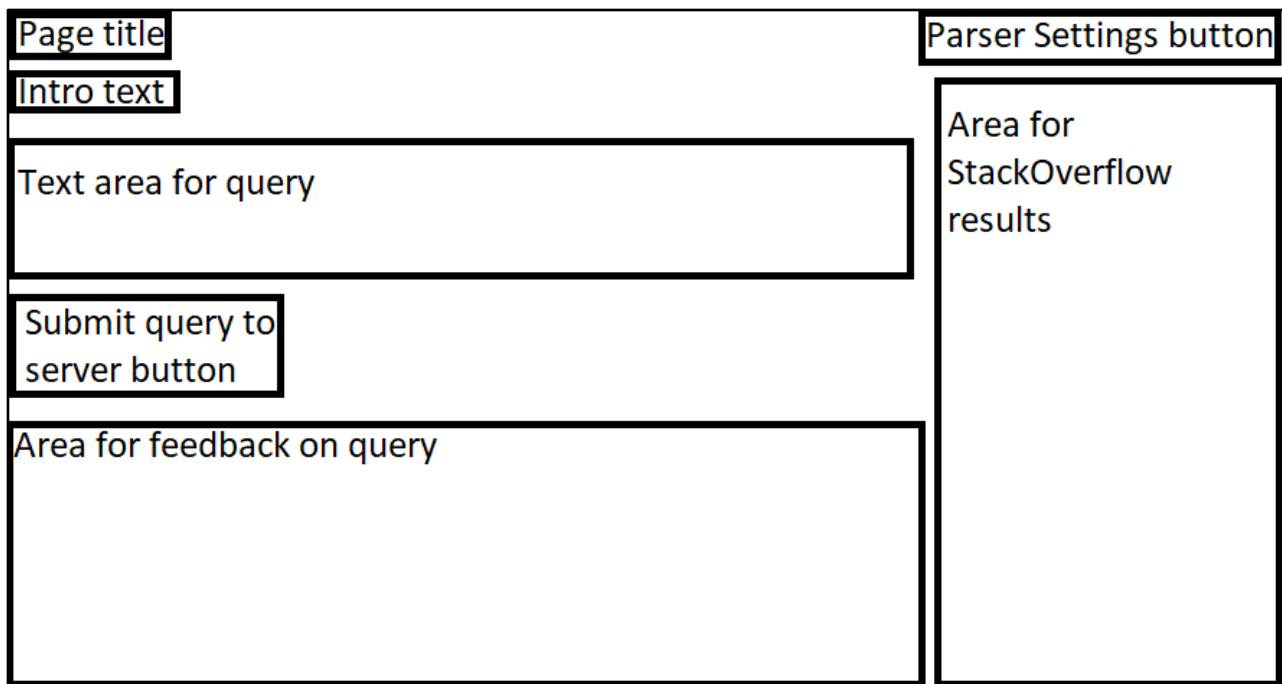 Page title
Parser Settings button
Intro text
Area for
StackOverflow
results
Text area for query
Submit query to
server button
Area for feedback on query